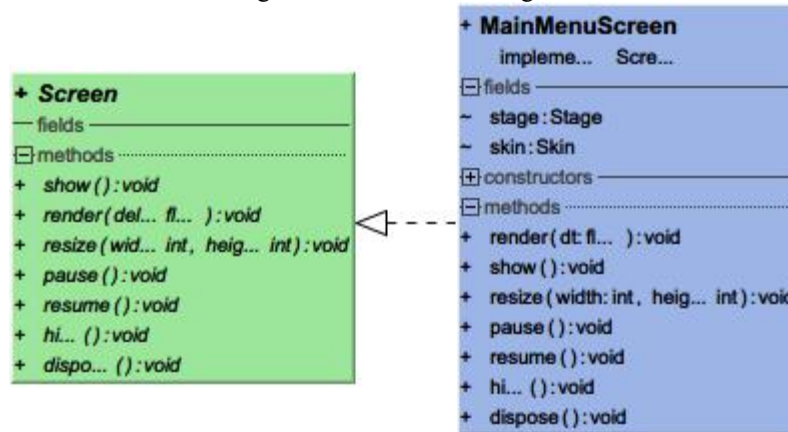 + Screen
fields
methods
+ show():void
+ render(del... fl... ):void
+ resize(wid... int, heig... int):void
+ pause():void
+ resume():void
+ hi... ():void
+ dispo... ():void
+ MainMenuScreen
impleme... Scre...
fields
~ stage:Stage
~ skin:Skin
constructors
methods
+ render(dt:fl... ):void
+ show():void
+ resize(width:int, heig... int):void
+ pause():void
+ resume():void
+ hi... ():void
+ dispose():void